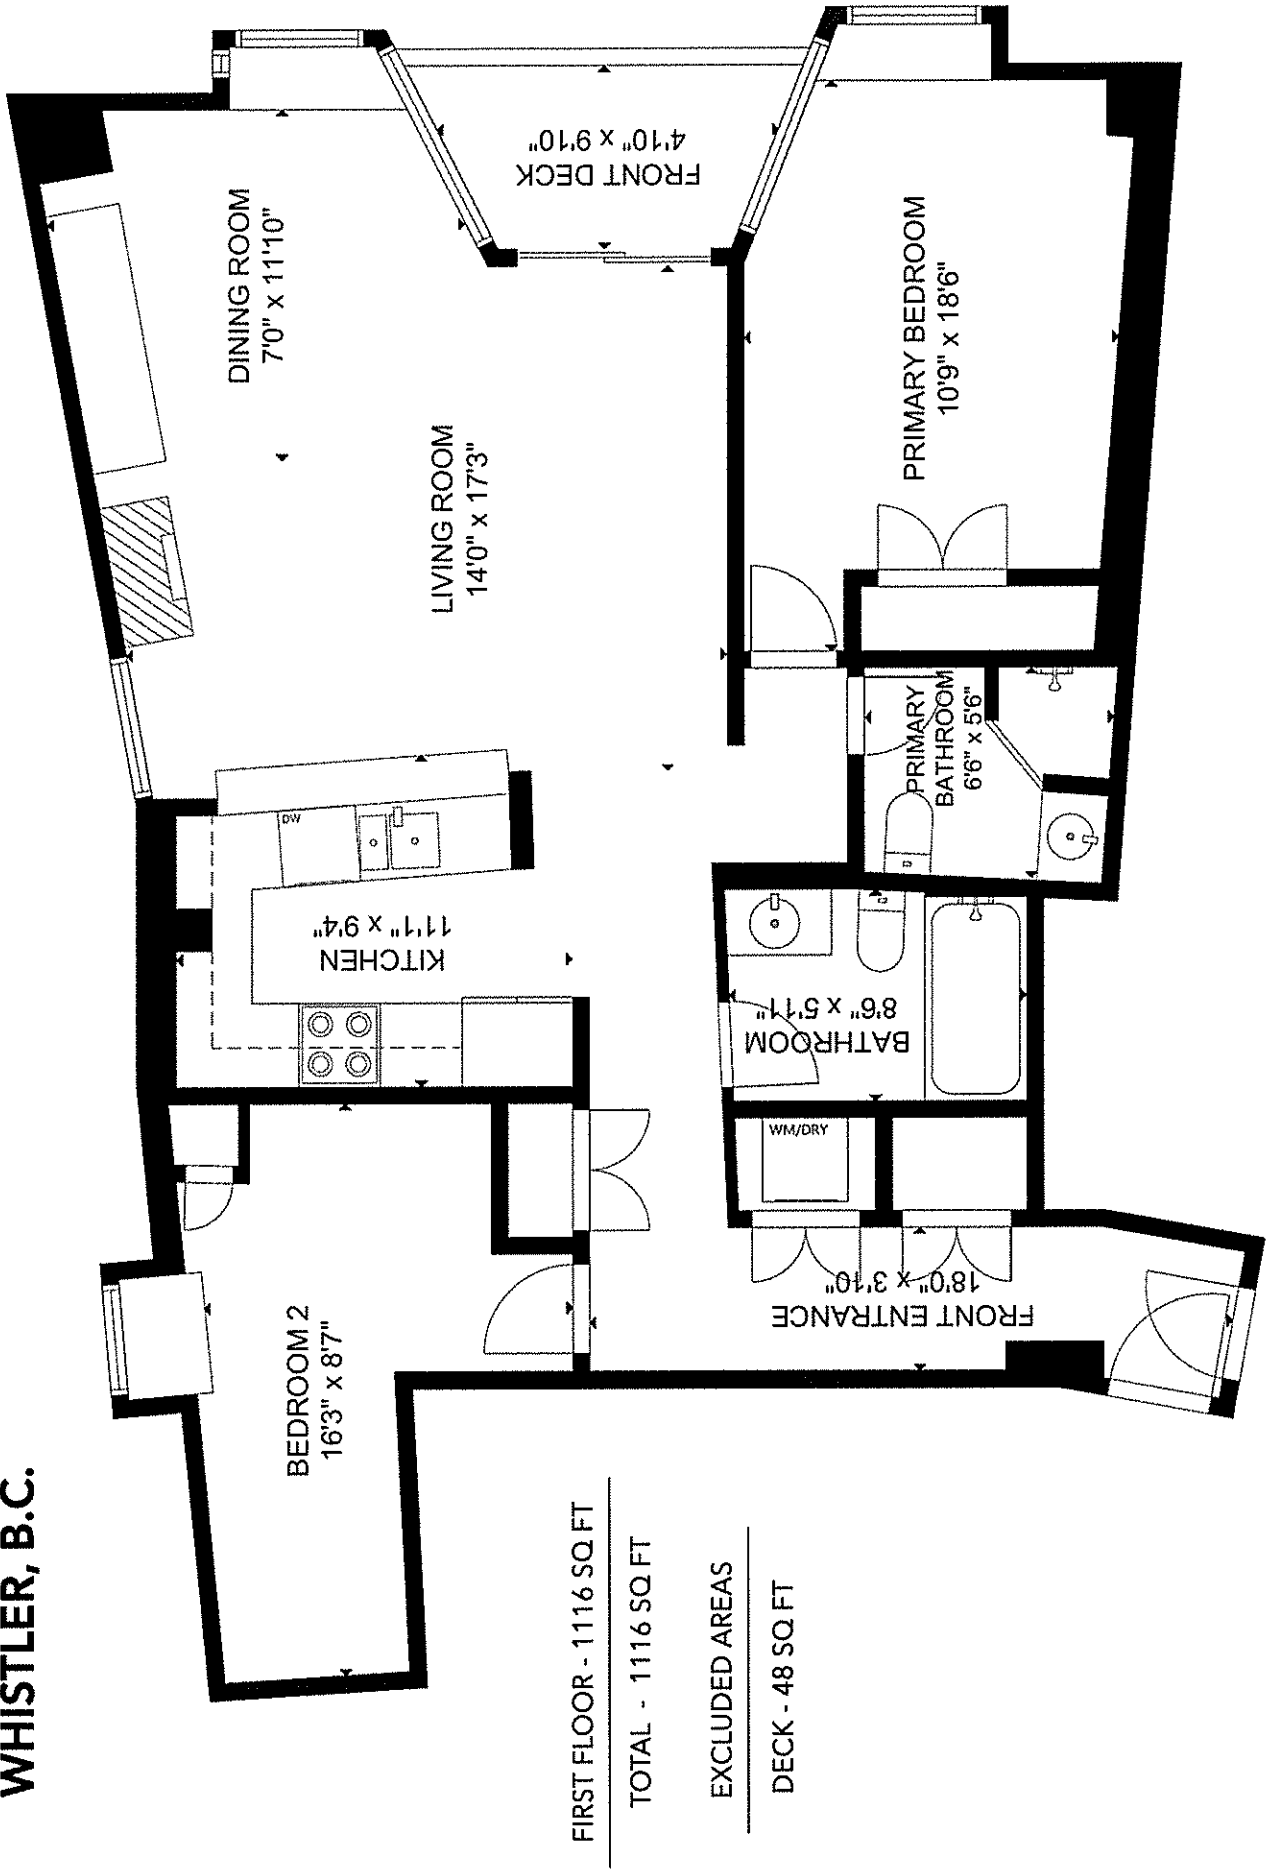 WHISTLER, B.C.
FIRST FLOOR - 1116 SQ FT
TOTAL - 1116 SQ FT
EXCLUDED AREAS
DECK - 48 SQ FT
BEDROOM 2
16'3" x 8'7"
KITCHEN
11'1" x 9'4"
DW
DINING ROOM
7'0" x 11'10"
LIVING ROOM
14'0" x 17'3"
FRONT DECK
4'10" x 9'10"
PRIMARY BEDROOM
10'9" x 18'6"
PRIMARY
BATHROOM
6'6" x 5'6"
BATHROOM
8'6" x 5'11"
WM/DRY
FRONT ENTRANCE
18'0" x 3'10"